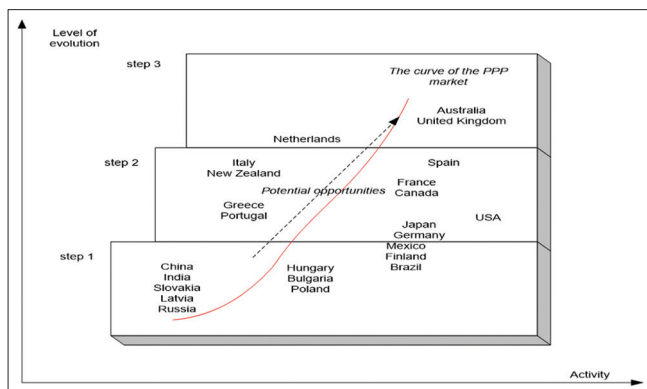 Level of
evolution
step 3
The curve of the PPP
market
Australia
United Kingdom
Netherlands
step 2
Italy
New Zealand
Spain
Potential opportunities
France
Canada
Greece
Portugal
USA
Japan
Germany
step 1
Mexico
Finland
Brazil
China
India
Slovakia
Latvia
Russia
Hungary
Bulgaria
Poland
Activity